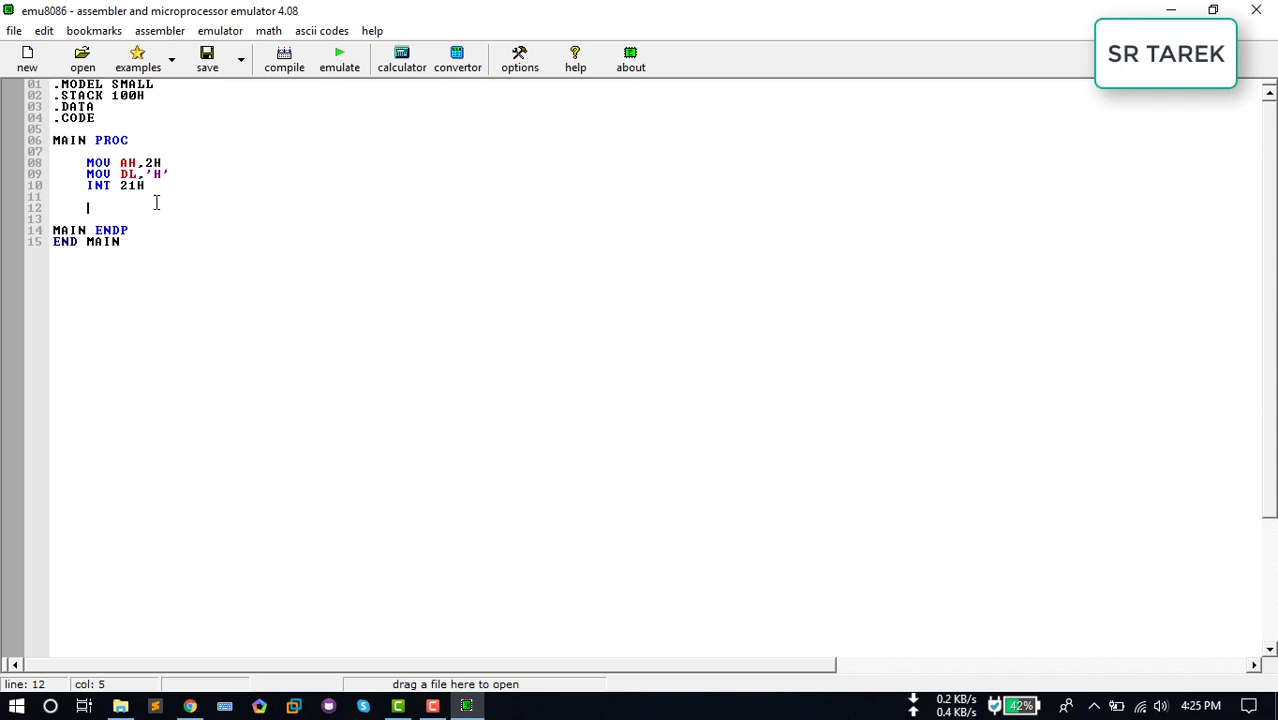 emu8086 - assembler and microprocessor emulator 4.08
file edit bookmarks assembler emulator math ascii codes help
SR TAREK
new open examples save compile emulate calculator convertor options help about
01 .MODEL SMALL
02 .STACK 100H
03 .DATA
04 .CODE
05
06 MAIN PROC
07
08 MOV AH,2H
09 MOV DL,'H'
10 INT 21H
11
12
13
14 MAIN ENDP
15 END MAIN
line: 12 col: 5 drag a file here to open
0.2 KB/s
0.4 KB/s
42% 4:25 PM